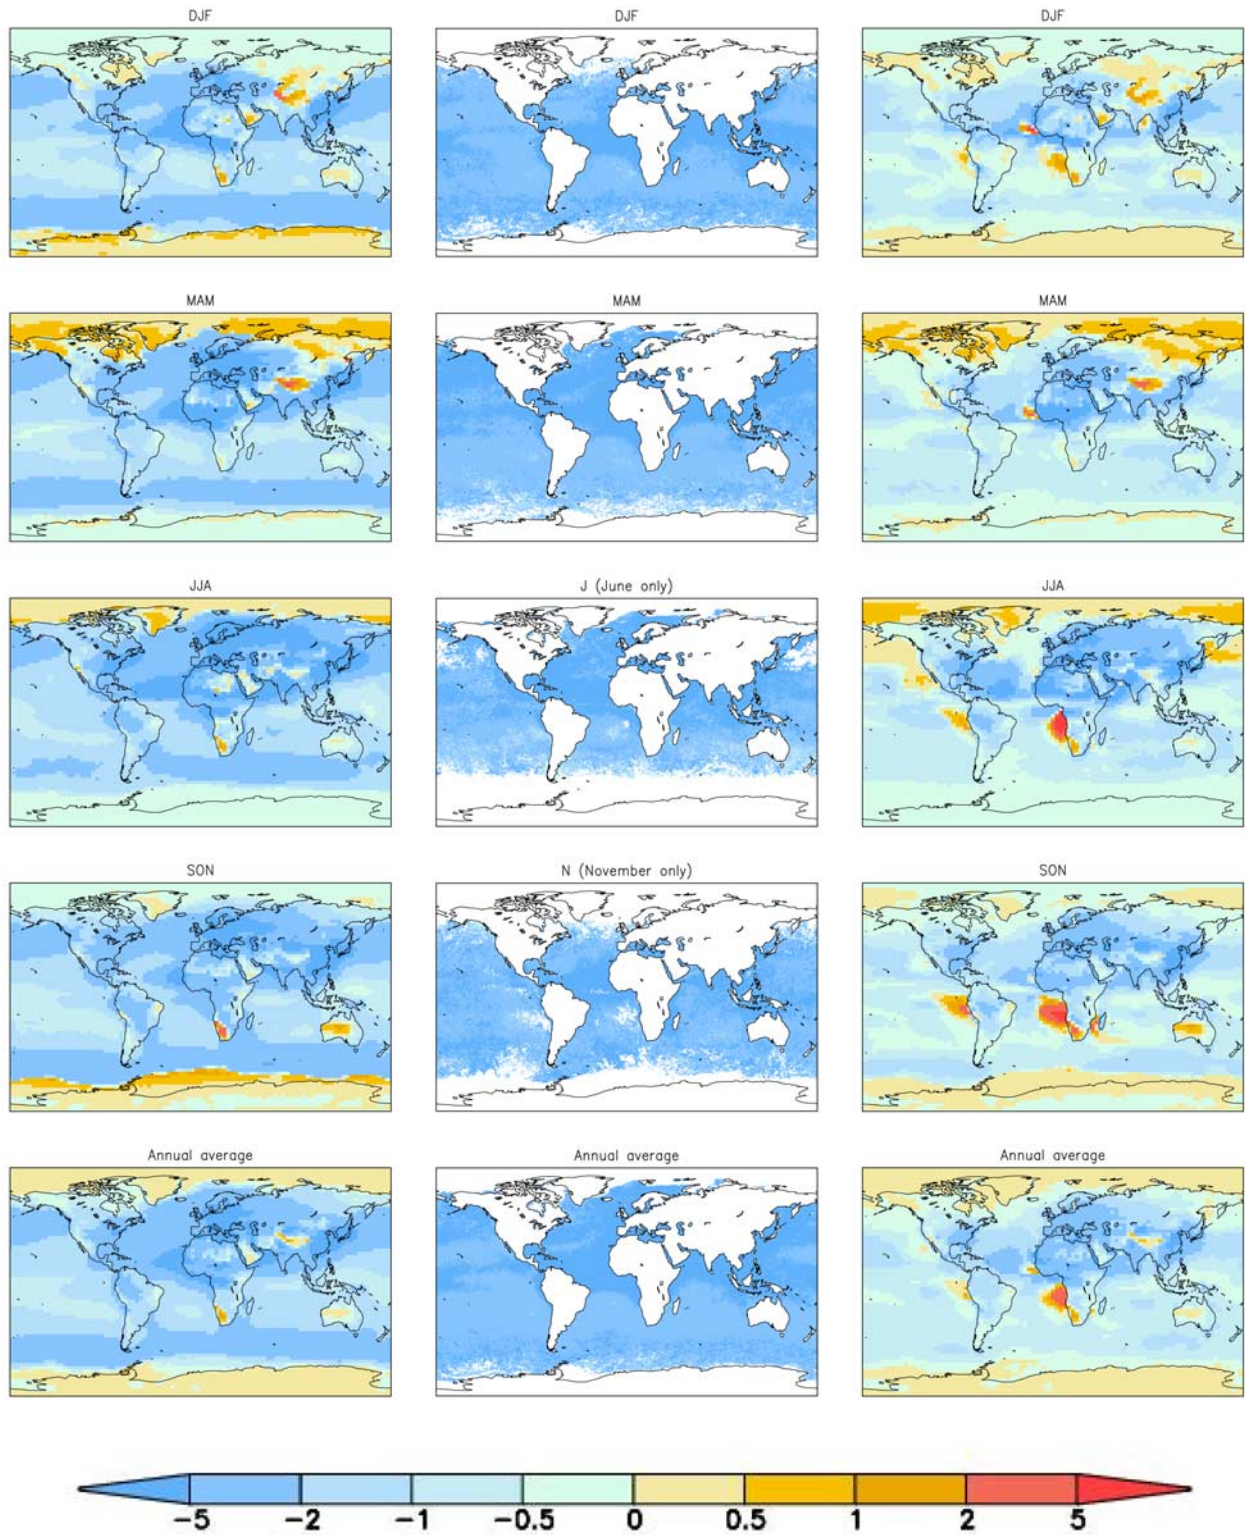 DJF DJF DJF
MAM MAM MAM
JJA J (June only) JJA
SON N (November only) SON
Annual average Annual average Annual average
−5 −2 −1 −0.5 0 0.5 1 2 5